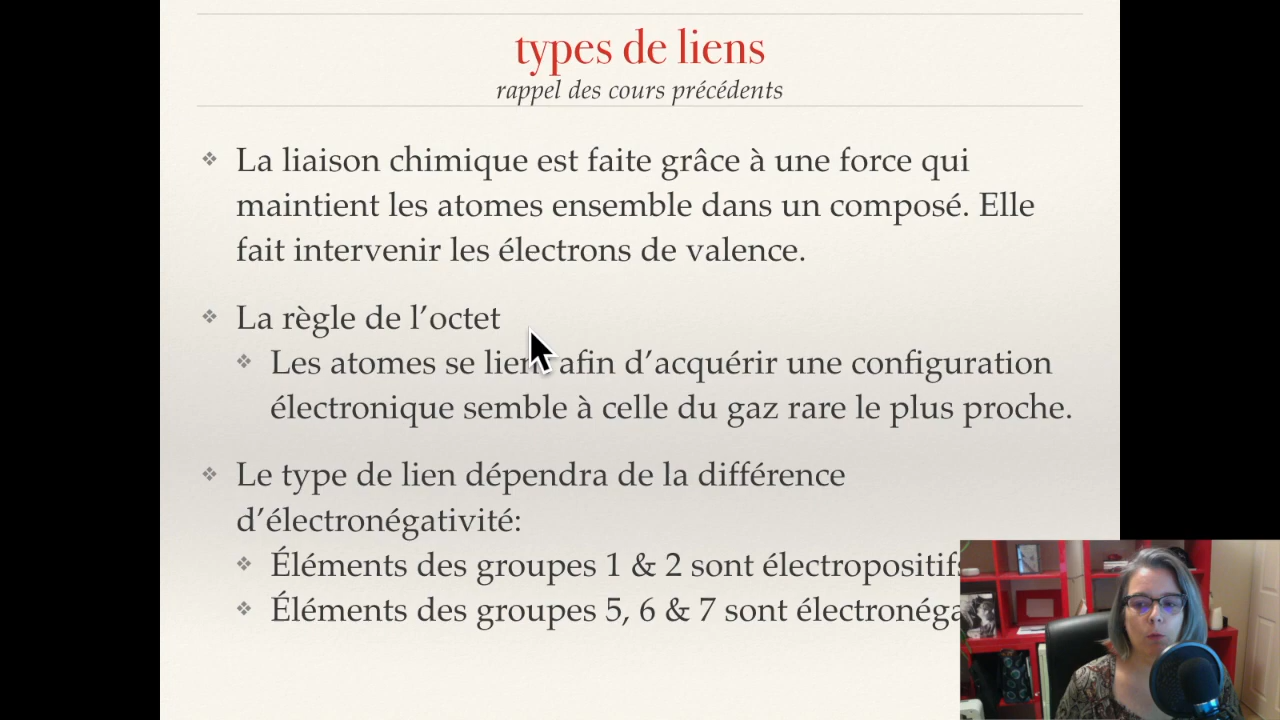 types de liens
rappel des cours précédents
La liaison chimique est faite grâce à une force qui
maintient les atomes ensemble dans un composé. Elle
fait intervenir les électrons de valence.
La règle de l'octet
Les atomes se lient afin d'acquérir une configuration
électronique semble à celle du gaz rare le plus proche.
Le type de lien dépendra de la différence
d'électronégativité:
Éléments des groupes 1 & 2 sont électropositifs
Éléments des groupes 5, 6 & 7 sont électronéga